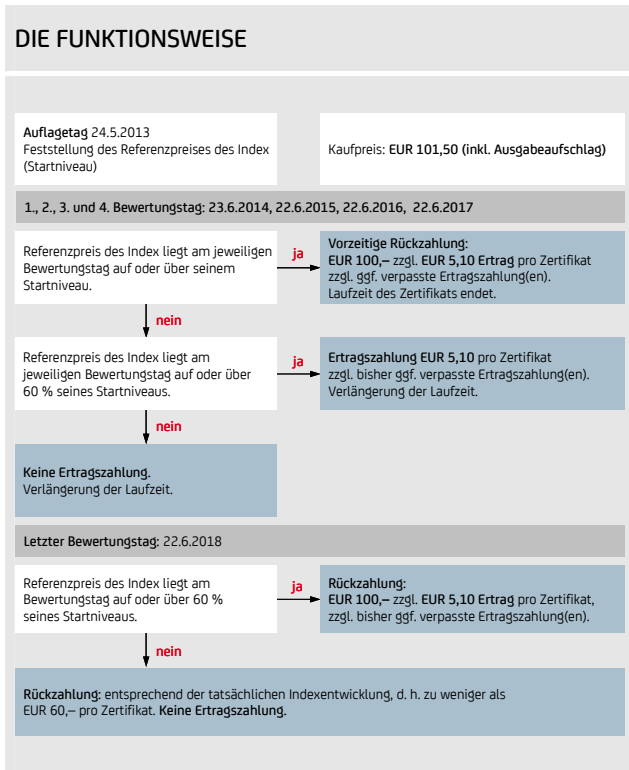 DIE FUNKTIONSWEISE
Auflagetag 24.5.2013
Feststellung des Referenzpreises des Index
(Startniveau)
Kaufpreis: EUR 101,50 (inkl. Ausgabeaufschlag)
1., 2., 3. und 4. Bewertungstag: 23.6.2014, 22.6.2015, 22.6.2016, 22.6.2017
Referenzpreis des Index liegt am jeweiligen
Bewertungstag auf oder über seinem
Startniveau.
ja
Vorzeitige Rückzahlung:
EUR 100,– zzgl. EUR 5,10 Ertrag pro Zertifikat
zzgl. ggf. verpasste Ertragszahlung(en).
Laufzeit des Zertifikats endet.
nein
Referenzpreis des Index liegt am
jeweiligen Bewertungstag auf oder über
60 % seines Startniveaus.
ja
Ertragszahlung EUR 5,10 pro Zertifikat
zzgl. bisher ggf. verpasste Ertragszahlung(en).
Verlängerung der Laufzeit.
nein
Keine Ertragszahlung.
Verlängerung der Laufzeit.
Letzter Bewertungstag: 22.6.2018
Referenzpreis des Index liegt am
Bewertungstag auf oder über 60 %
seines Startniveaus.
ja
Rückzahlung:
EUR 100,– zzgl. EUR 5,10 Ertrag pro Zertifikat,
zzgl. bisher ggf. verpasste Ertragszahlung(en).
nein
Rückzahlung: entsprechend der tatsächlichen Indexentwicklung, d. h. zu weniger als
EUR 60,– pro Zertifikat. Keine Ertragszahlung.